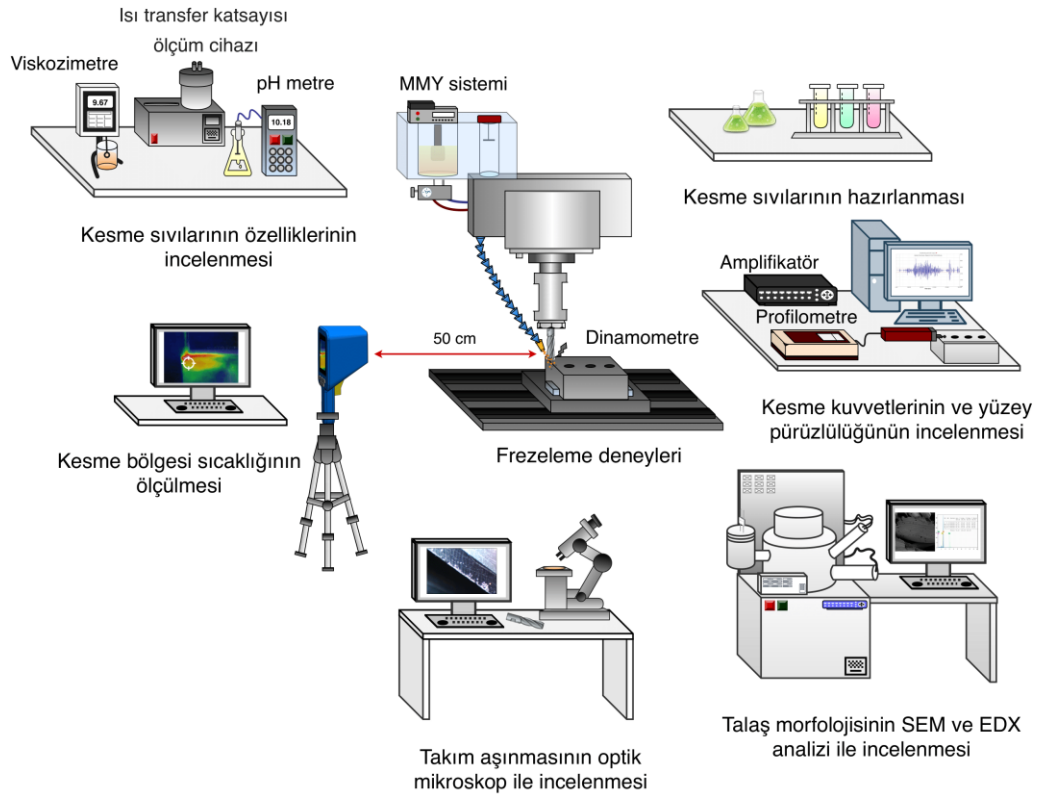 Isı transfer katsayısı
ölçüm cihazı
Viskozimetre
pH metre
9.67
10.18
Kesme sıvılarının özelliklerinin
incelenmesi
MMY sistemi
Kesme sıvılarının hazırlanması
Amplifikatör
Profilometre
Kesme kuvvetlerinin ve yüzey
pürüzlülüğünün incelenmesi
50 cm
Dinamometre
Frezeleme deneyleri
Kesme bölgesi sıcaklığının
ölçülmesi
Takım aşınmasının optik
mikroskop ile incelenmesi
Talaş morfolojisinin SEM ve EDX
analizi ile incelenmesi